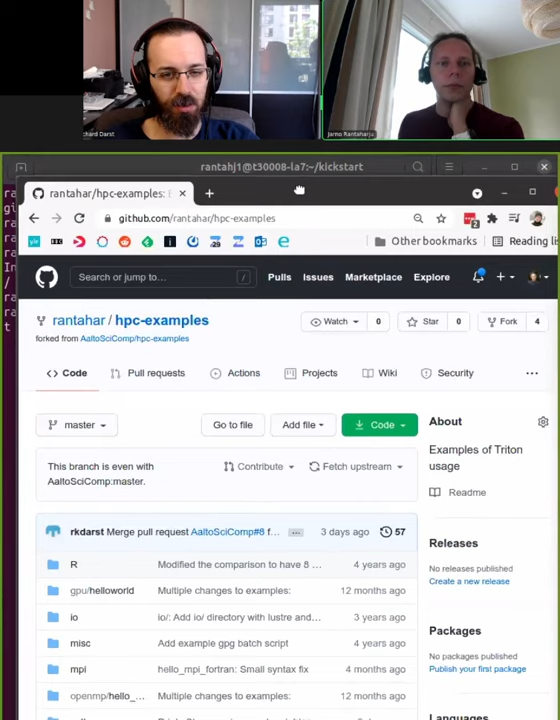 chard Darst
Jarno Rantaharju
rantahj1@t30008-la7:~/kickstart
rantahar/hpc-examples: E
github.com/rantahar/hpc-examples
Other bookmarks
Reading li
Search or jump to...
/
Pulls
Issues
Marketplace
Explore
rantahar / hpc-examples
forked from AaltoSciComp/hpc-examples
Watch
0
Star
0
Fork
4
Code
Pull requests
Actions
Projects
Wiki
Security
master
Go to file
Add file
Code
About
Examples of Triton
usage
Readme
This branch is even with
AaltoSciComp:master.
Contribute
Fetch upstream
rkdarst Merge pull request AaltoSciComp#8 f... ... 3 days ago 57
R Modified the comparison to have 8 ... 4 years ago
gpu/helloworld Multiple changes to examples: 12 months ago
io io/: Add io/ directory with lustre and... 3 years ago
misc Add example gpg batch script 4 years ago
mpi hello_mpi_fortran: Small syntax fix 4 months ago
openmp/hello_... Multiple changes to examples: 12 months ago
Releases
No releases published
Create a new release
Packages
No packages published
Publish your first package
Languages